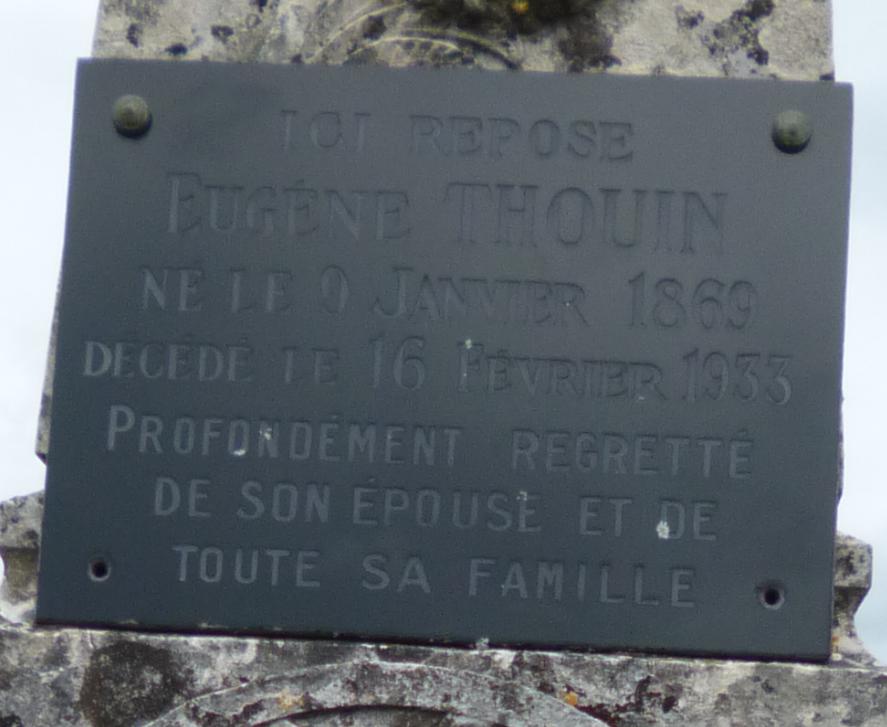 ICI REPOSE
EUGÉNE THOUIN
NÉ LE 9 JANVIER 1869
DÉCÉDÉ LE 16 FÉVRIER 1933
PROFONDÉMENT REGRETTÉ
DE SON ÉPOUSE ET DE
TOUTE SA FAMILLE